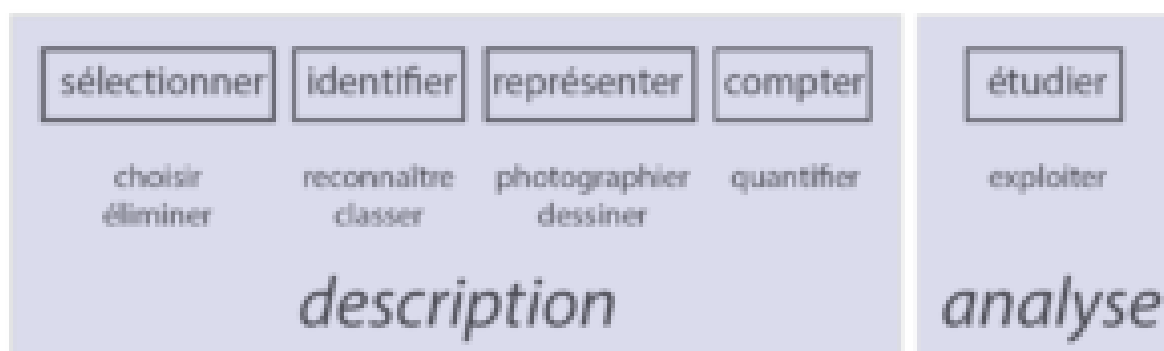 sélectionner identifier représenter compter étudier
choisir reconnaître photographier quantifier exploiter
éliminer classer dessiner
description analyse